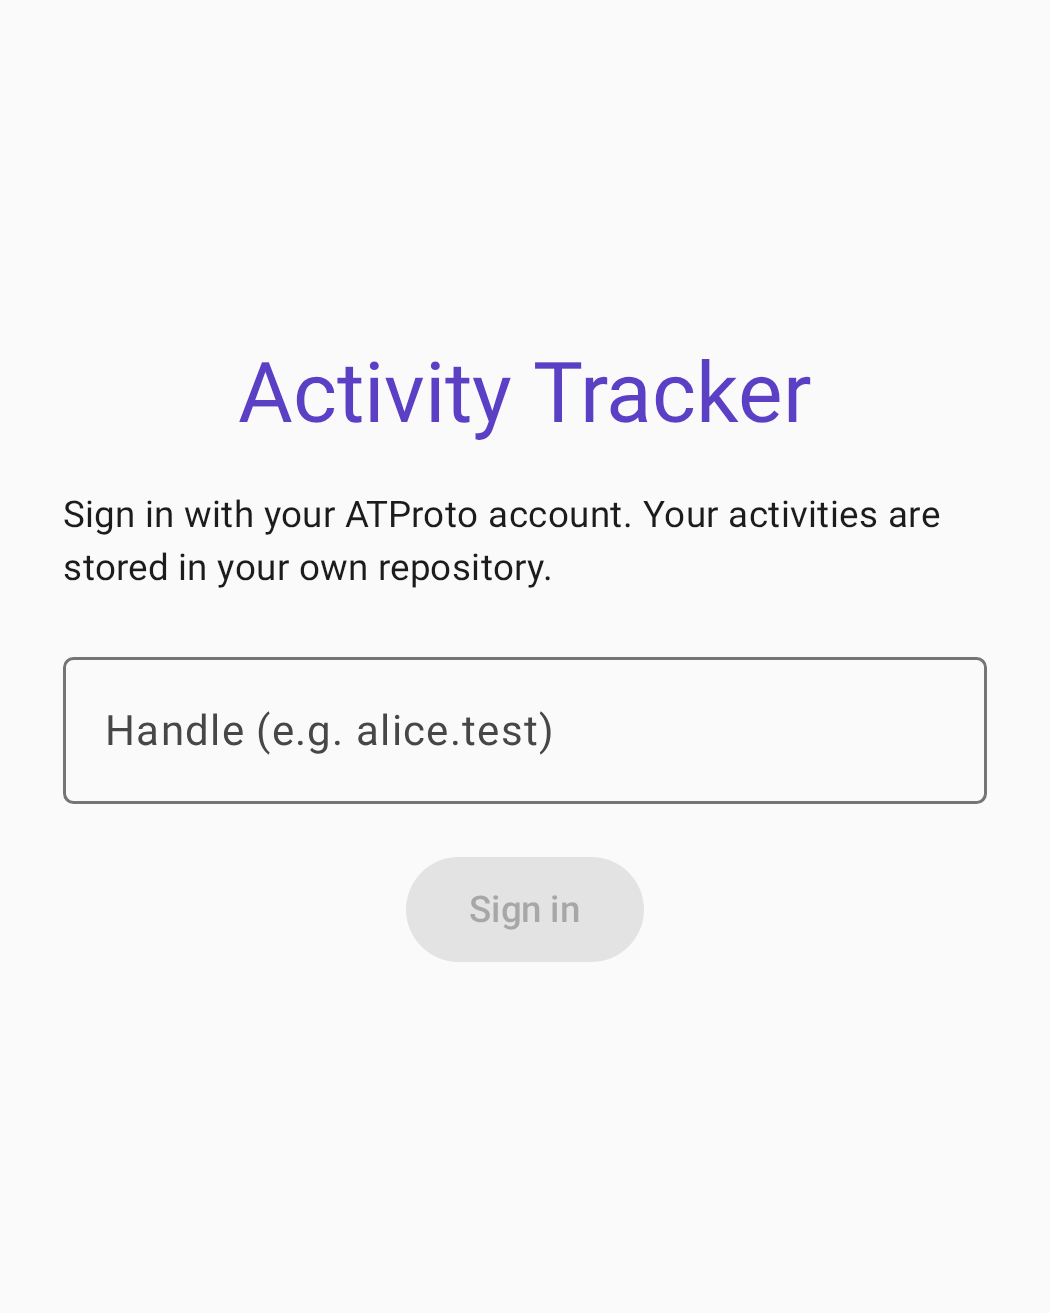 Activity Tracker
Sign in with your ATProto account. Your activities are
stored in your own repository.
Handle (e.g. alice.test)
Sign in